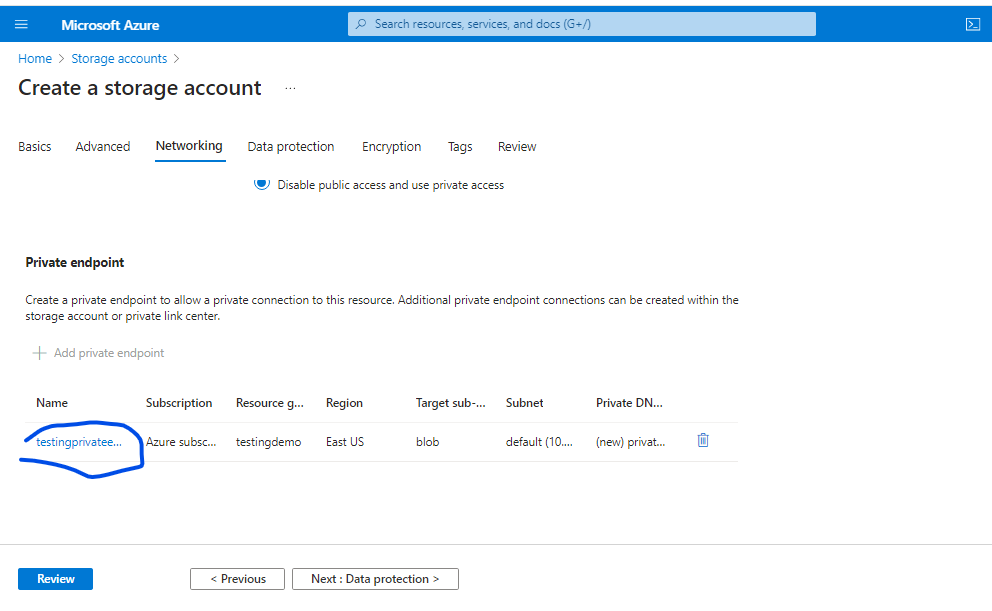 Microsoft Azure
Search resources, services, and docs (G+/)
Home > Storage accounts >
Create a storage account ...
Basics Advanced Networking Data protection Encryption Tags Review
Disable public access and use private access
Private endpoint
Create a private endpoint to allow a private connection to this resource. Additional private endpoint connections can be created within the
storage account or private link center.
+ Add private endpoint
Name Subscription Resource g... Region Target sub-... Subnet Private DN...
testingprivatee... Azure subsc... testingdemo East US blob default (10.... (new) privat...
Review < Previous Next : Data protection >